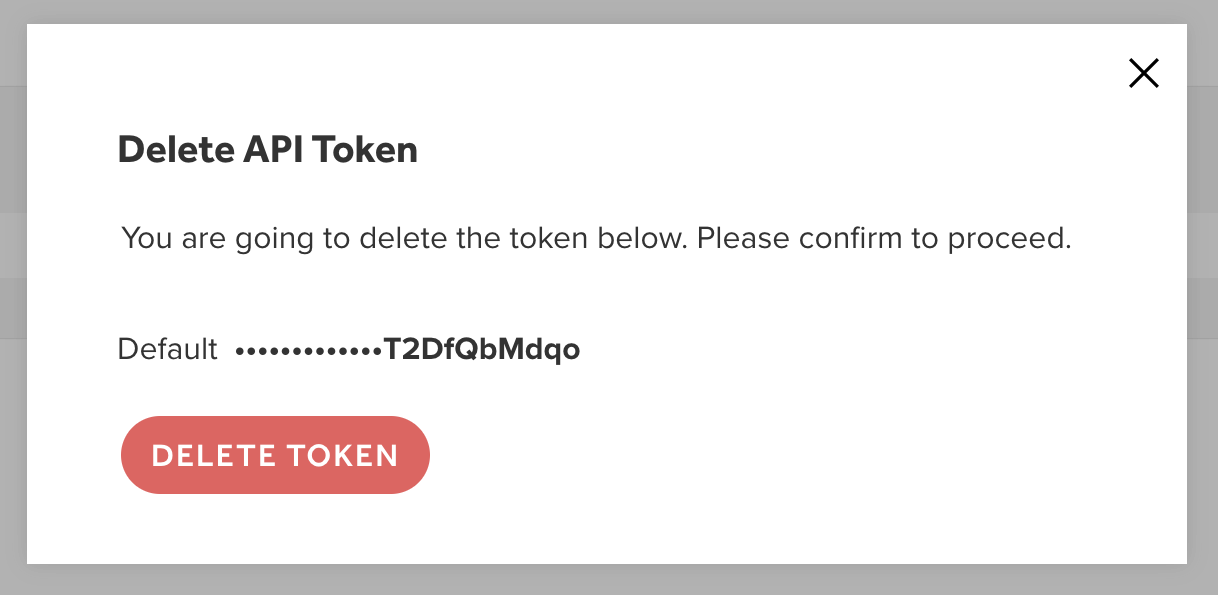 Delete API Token
You are going to delete the token below. Please confirm to proceed.
Default •••••••••••••T2DfQbMdqo
DELETE TOKEN